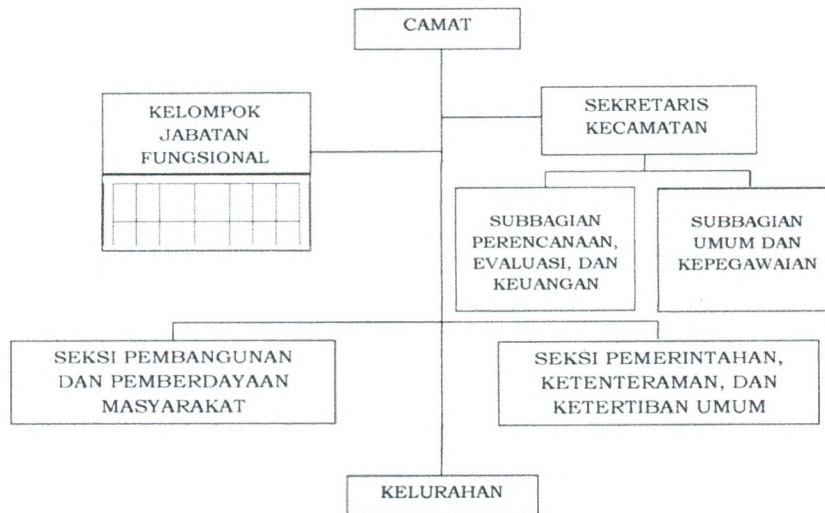 CAMAT
KELOMPOK
JABATAN
FUNGSIONAL
SEKRETARIS
KECAMATAN
SUBBAGIAN
PERENCANAAN,
EVALUASI, DAN
KEUANGAN
SUBBAGIAN
UMUM DAN
KEPEGAWAIAN
SEKSI PEMBANGUNAN
DAN PEMBERDAYAAN
MASYARAKAT
SEKSI PEMERINTAHAN,
KETENTERAMAN, DAN
KETERTIBAN UMUM
KELURAHAN